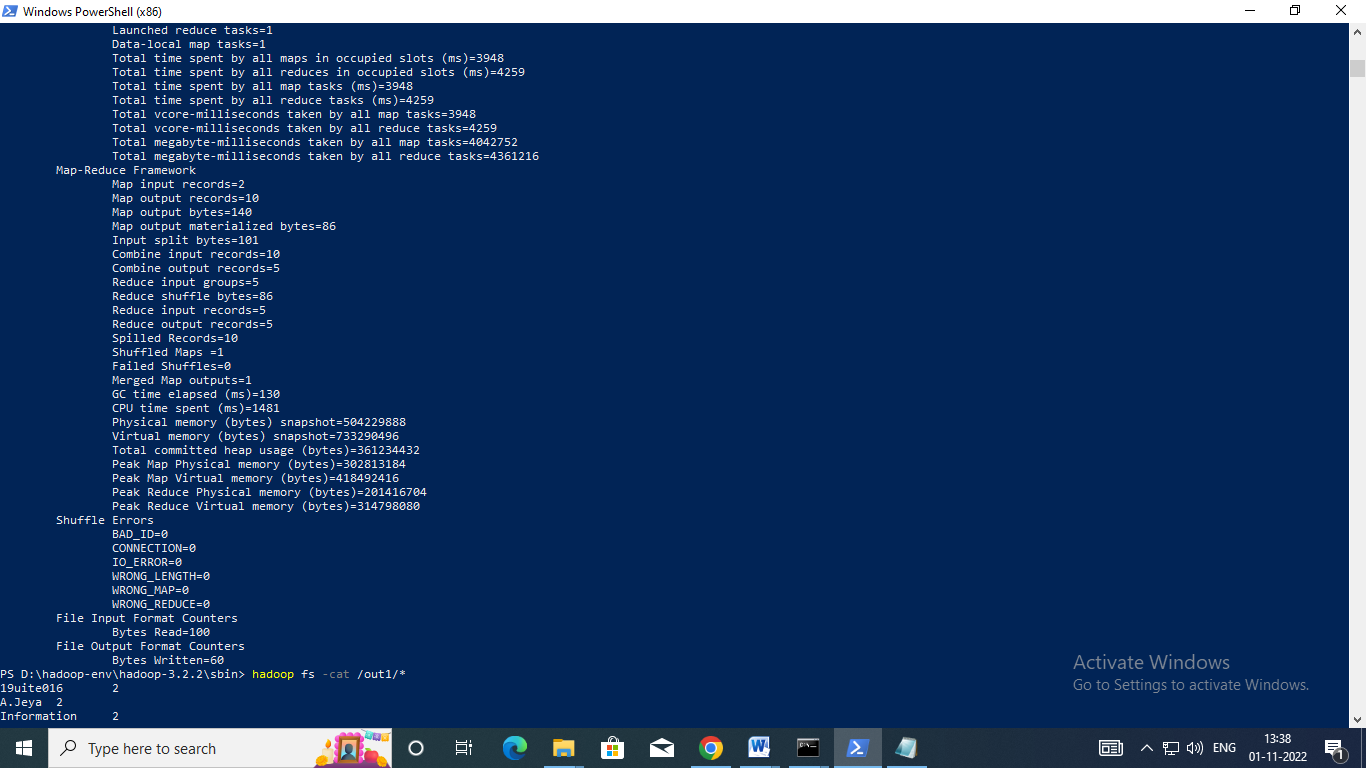 Windows PowerShell (x86)
Launched reduce tasks=1
Data-local map tasks=1
Total time spent by all maps in occupied slots (ms)=3948
Total time spent by all reduces in occupied slots (ms)=4259
Total time spent by all map tasks (ms)=3948
Total time spent by all reduce tasks (ms)=4259
Total vcore-milliseconds taken by all map tasks=3948
Total vcore-milliseconds taken by all reduce tasks=4259
Total megabyte-milliseconds taken by all map tasks=4042752
Total megabyte-milliseconds taken by all reduce tasks=4361216
Map-Reduce Framework
Map input records=2
Map output records=10
Map output bytes=140
Map output materialized bytes=86
Input split bytes=101
Combine input records=10
Combine output records=5
Reduce input groups=5
Reduce shuffle bytes=86
Reduce input records=5
Reduce output records=5
Spilled Records=10
Shuffled Maps =1
Failed Shuffles=0
Merged Map outputs=1
GC time elapsed (ms)=130
CPU time spent (ms)=1481
Physical memory (bytes) snapshot=504229888
Virtual memory (bytes) snapshot=733290496
Total committed heap usage (bytes)=361234432
Peak Map Physical memory (bytes)=302813184
Peak Map Virtual memory (bytes)=418492416
Peak Reduce Physical memory (bytes)=201416704
Peak Reduce Virtual memory (bytes)=314798080
Shuffle Errors
BAD_ID=0
CONNECTION=0
IO_ERROR=0
WRONG_LENGTH=0
WRONG_MAP=0
WRONG_REDUCE=0
File Input Format Counters
Bytes Read=100
File Output Format Counters
Bytes Written=60
PS D:\hadoop-env\hadoop-3.2.2\sbin> hadoop fs -cat /out1/*
19uite016 2
A.Jeya 2
Information 2
Activate Windows
Go to Settings to activate Windows.
Type here to search
ENG
13:38
01-11-2022
1